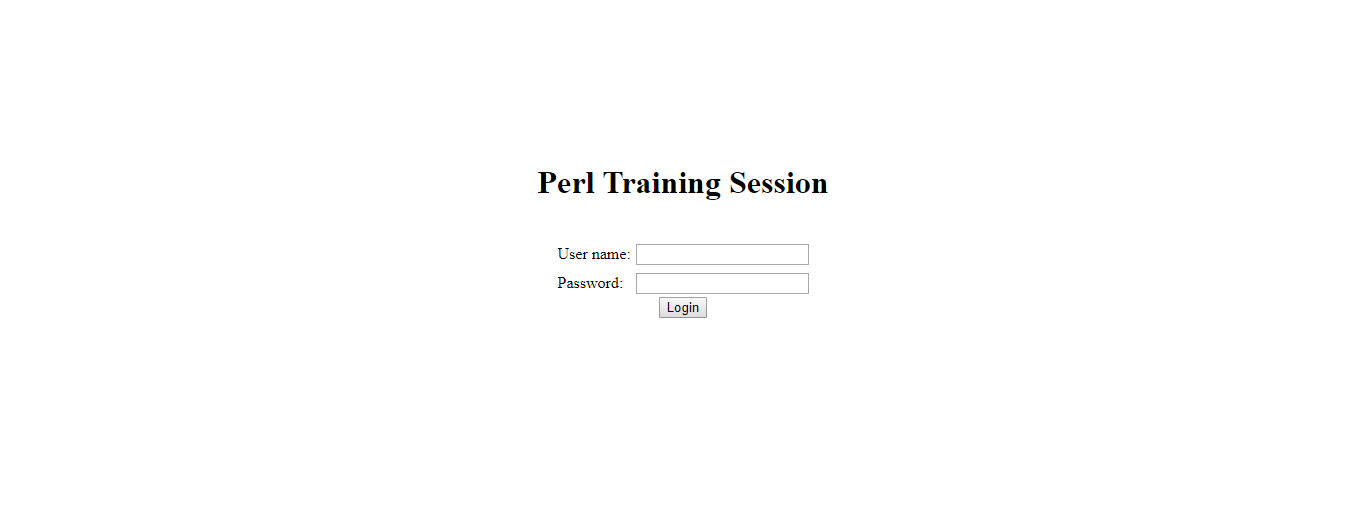 Perl Training Session
User name:
Password:
Login